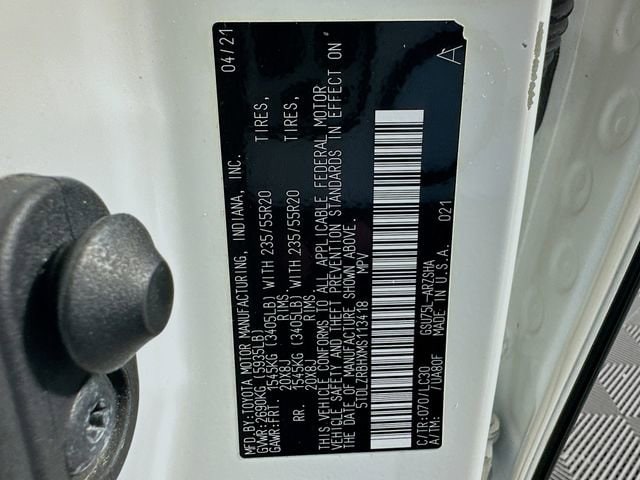 MFD.BY:TOYOTA MOTOR MANUFACTURING, INDIANA, INC. 04/21
GVWR:2690KG (5935LB)
GAWR:FRT. 1545KG (3405LB) WITH 235/55R20 TIRES,
20X8J RIMS
RR. 1545KG (3405LB) WITH 235/55R20 TIRES,
20X8J RIMS
THIS VEHICLE CONFORMS TO ALL APPLICABLE FEDERAL MOTOR
VEHICLE SAFETY AND THEFT PREVENTION STANDARDS IN EFFECT ON
THE DATE OF MANUFACTURE SHOWN ABOVE.
5TDLZRBHXMS113418 MPV
C/TR:070/LC30 GSU75L-ARZSHA 021
A/TM: /UA80F MADE IN U.S.A. A